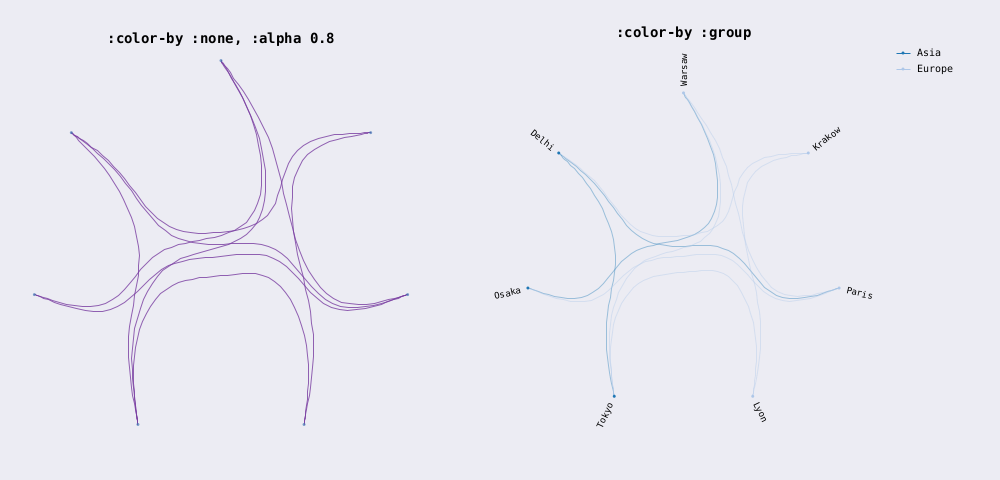 :color-by :none, :alpha 0.8
:color-by :group
Asia
Europe
Warsaw
Delhi
Krakow
Osaka
Paris
Tokyo
Lyon